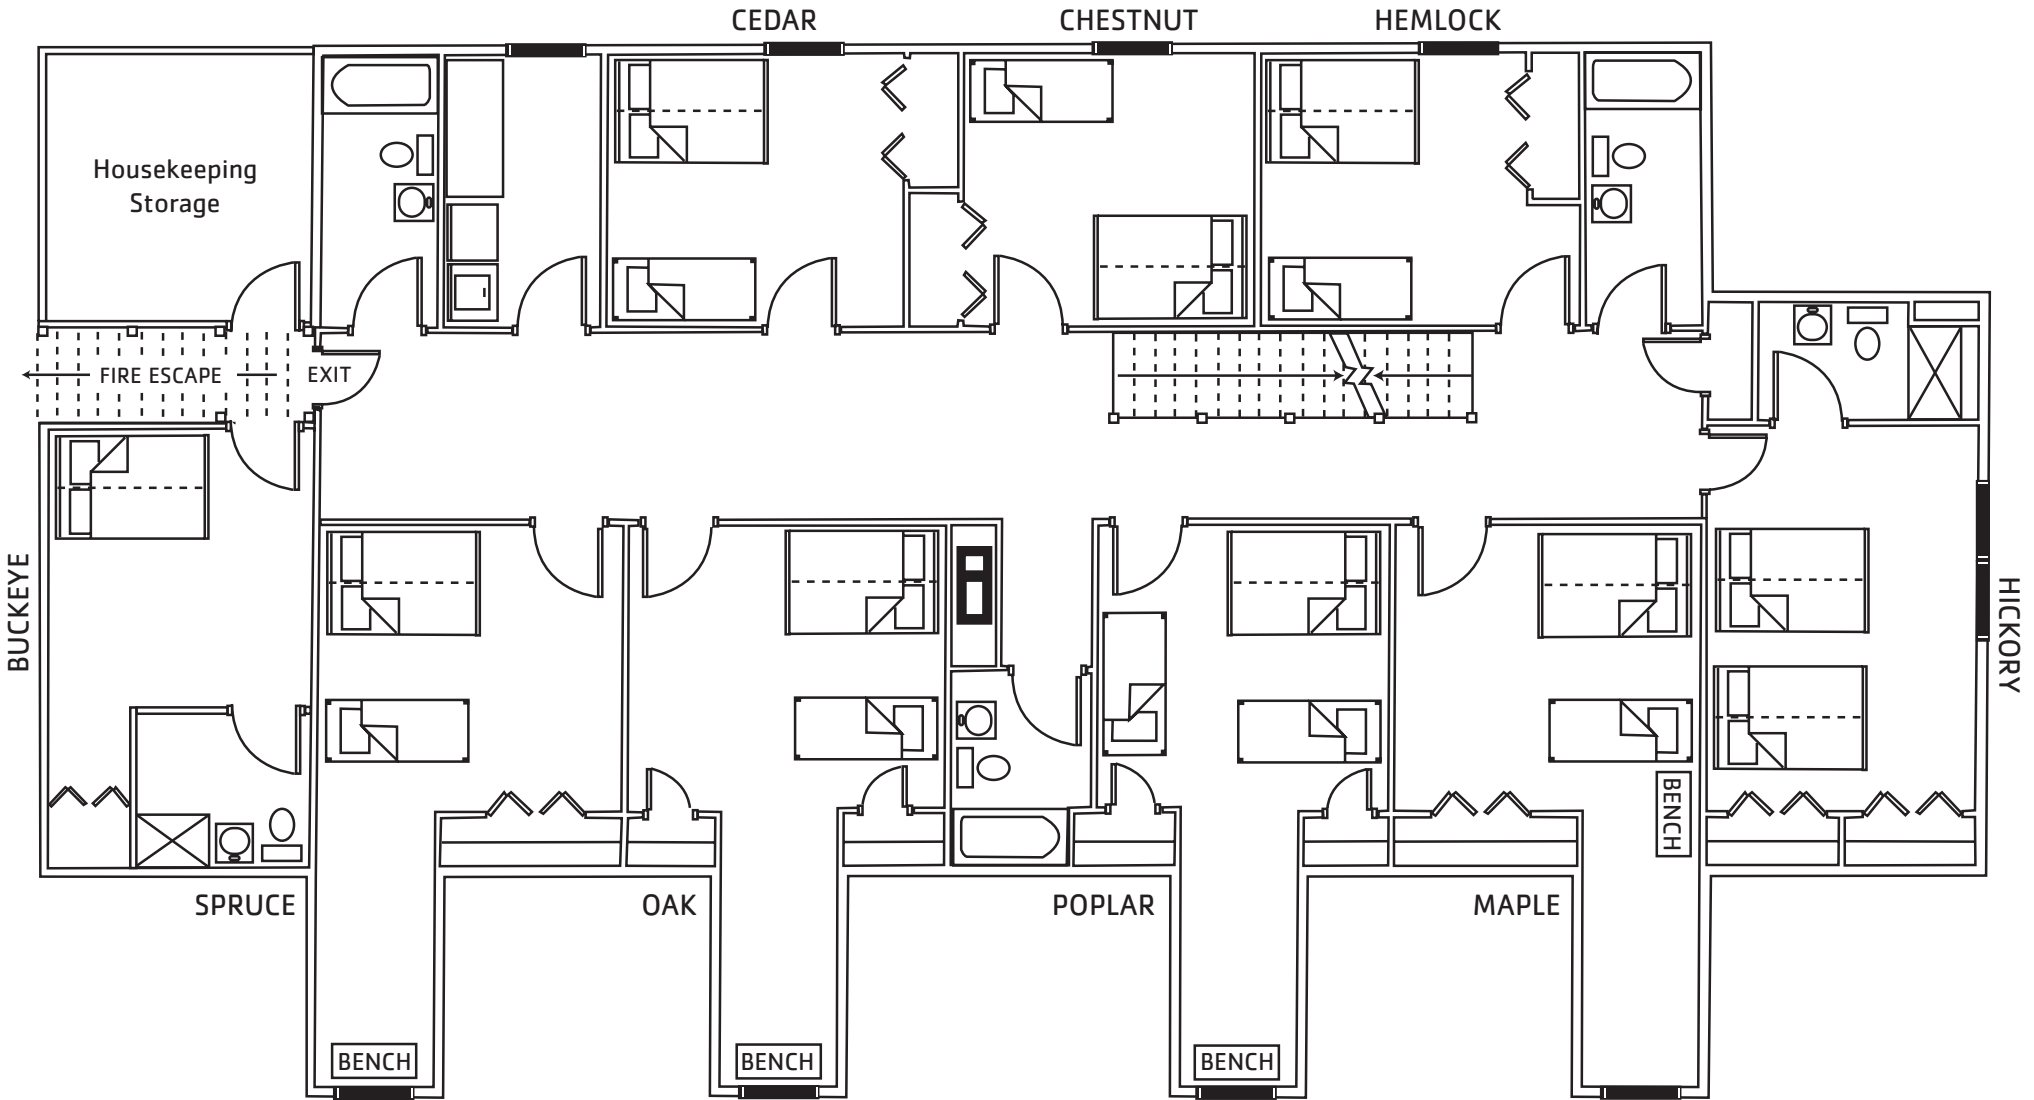 CEDAR
CHESTNUT
HEMLOCK
Housekeeping
Storage
FIRE ESCAPE
EXIT
BUCKEYE
HICKORY
BENCH
SPRUCE
OAK
POPLAR
MAPLE
BENCH
BENCH
BENCH